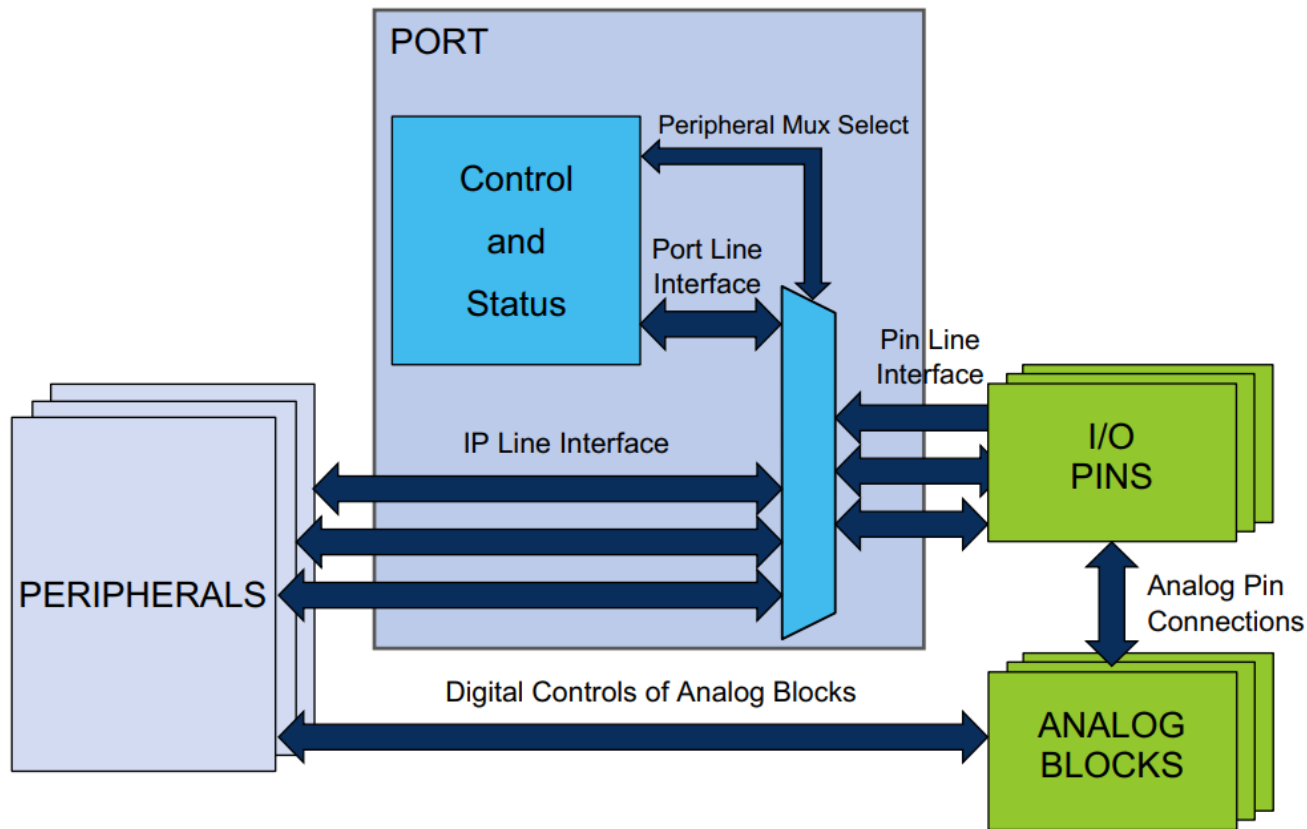 PORT
Peripheral Mux Select
Control
and
Status
Port Line
Interface
Pin Line
Interface
I/O
PINS
IP Line Interface
PERIPHERALS
Analog Pin
Connections
Digital Controls of Analog Blocks
ANALOG
BLOCKS